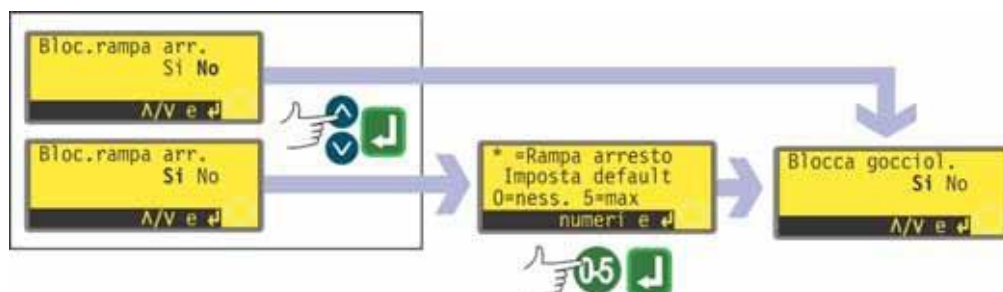 Bloc.rampa arr.
Si No
Λ/V e ↲
Bloc.rampa arr.
Si No
Λ/V e ↲
* =Rampa arresto
Imposta default
0=ness. 5=max
numeri e ↲
0-5
Blocca gocciol.
Si No
Λ/V e ↲